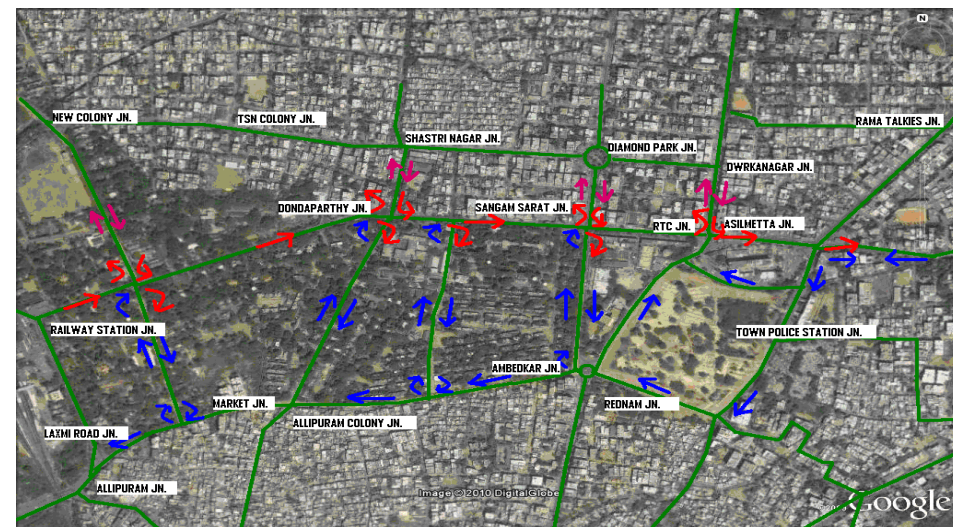 N
NEW COLONY JN.
TSN COLONY JN.
RAMA TALKIES JN.
SHASTRI NAGAR JN.
DIAMOND PARK JN.
DWRKANAGAR JN.
DONDAPARTHY JN.
SANGAM SARAT JN.
RTC JN.
ASILMETTA JN.
RAILWAY STATION JN.
TOWN POLICE STATION JN.
AMBEDKAR JN.
MARKET JN.
REDNAM JN.
ALLIPURAM COLONY JN.
LAXMI ROAD JN.
ALLIPURAM JN.
Image © 2010 DigitalGlobe
Google